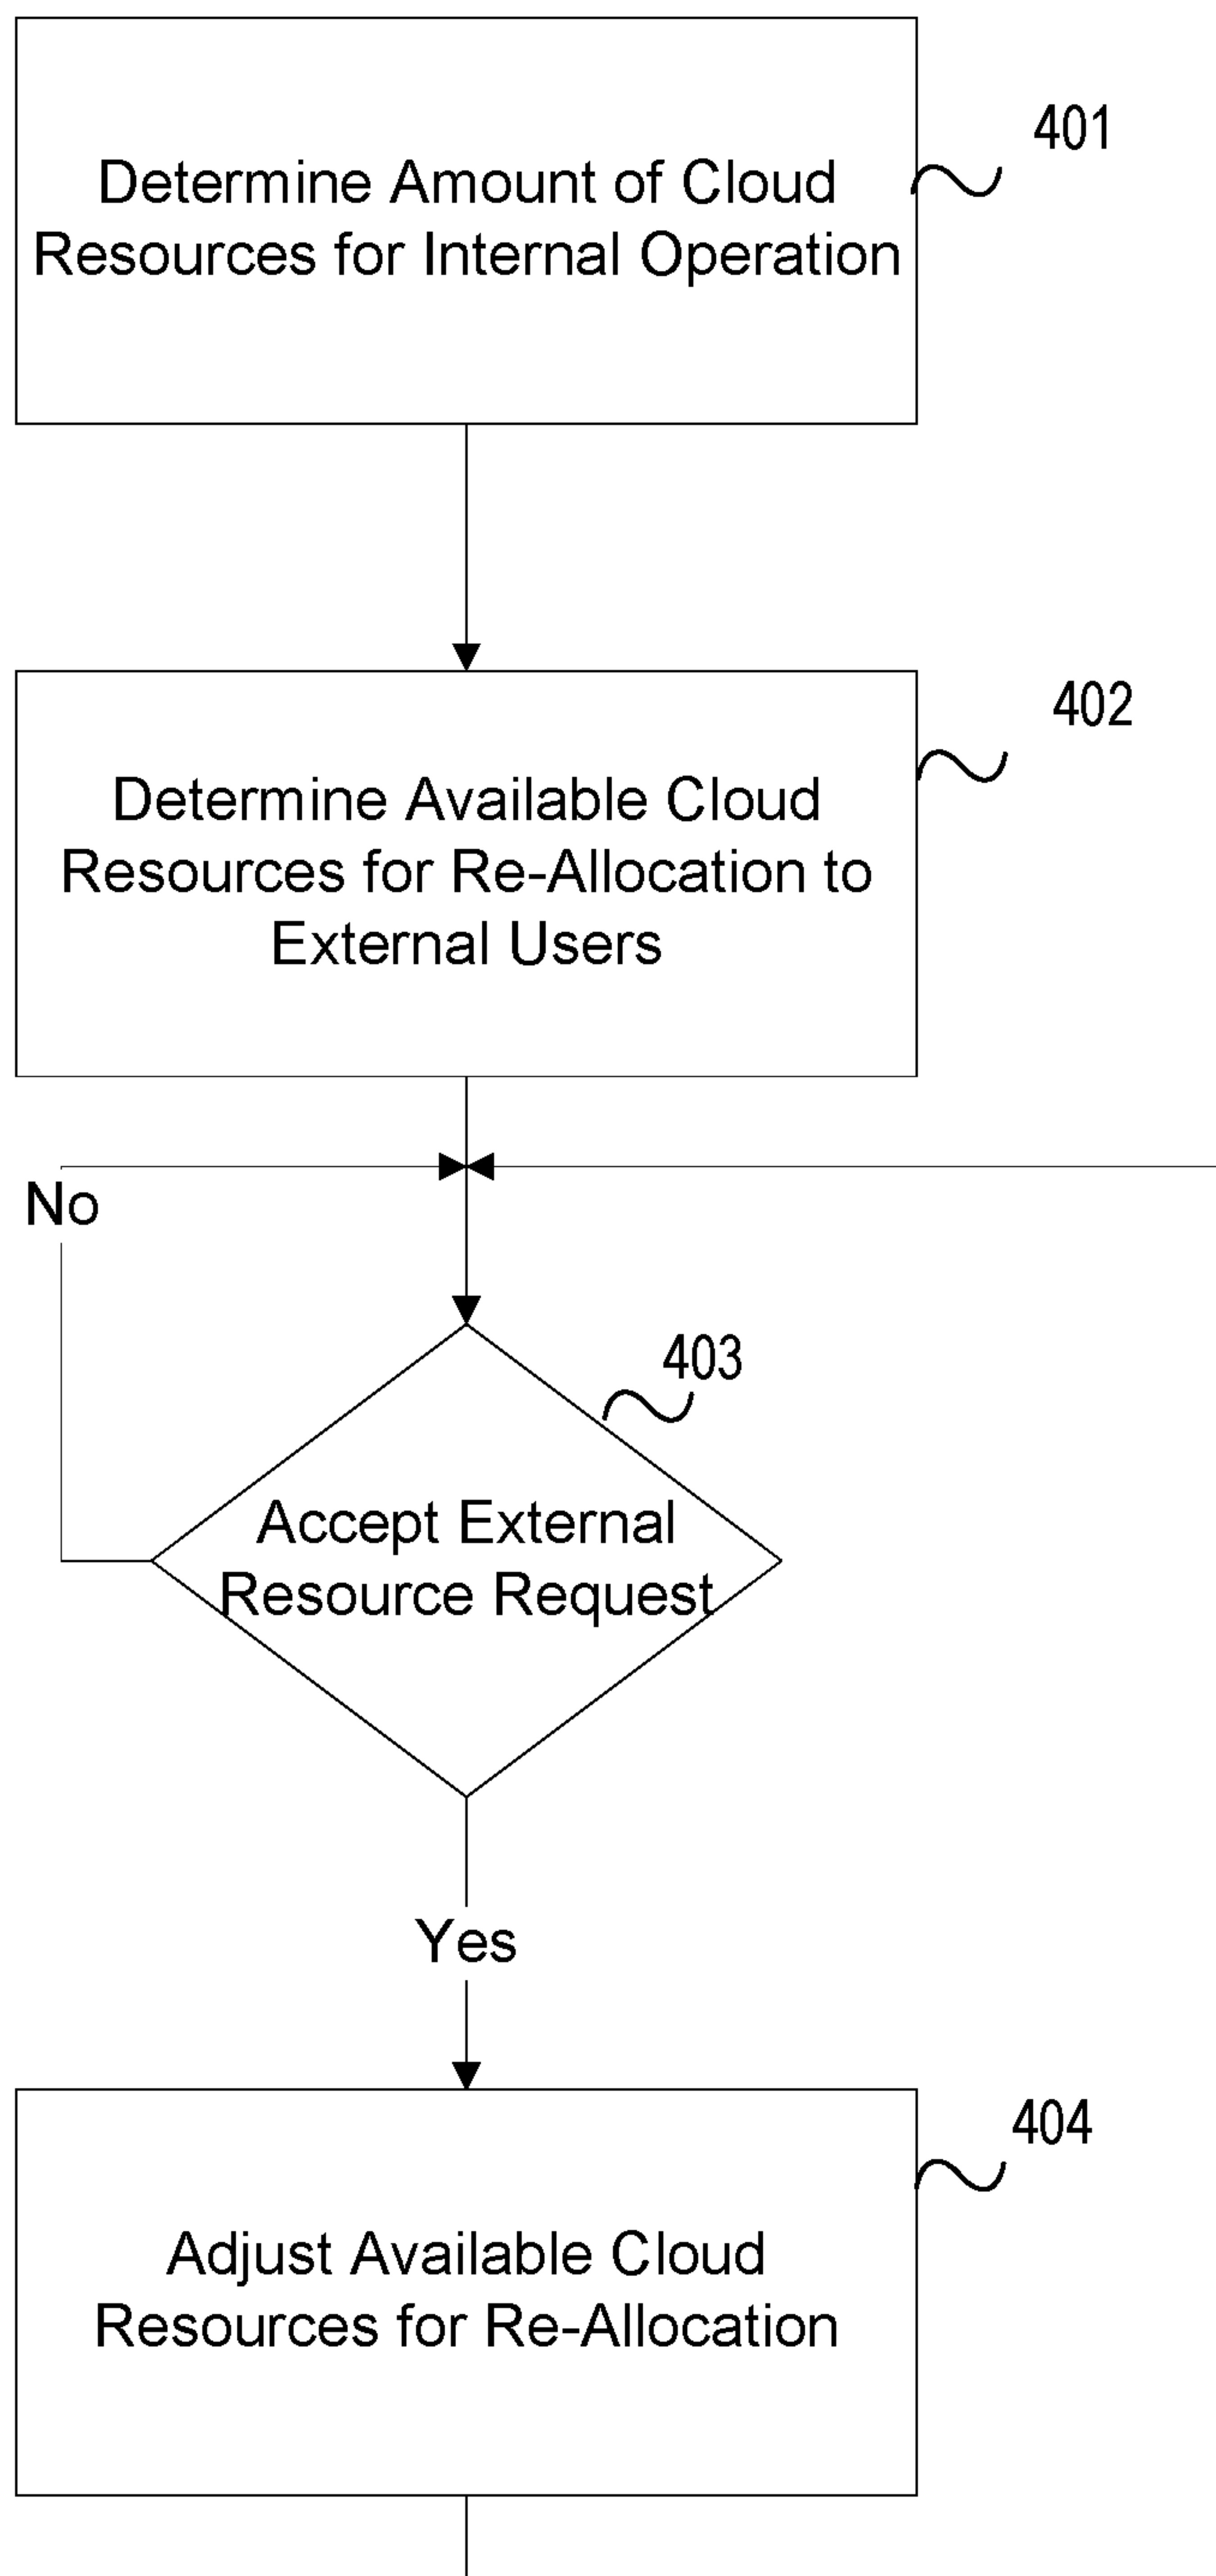 401
Determine Amount of Cloud
Resources for Internal Operation
402
Determine Available Cloud
Resources for Re-Allocation to
External Users
No
403
Accept External
Resource Request
Yes
404
Adjust Available Cloud
Resources for Re-Allocation